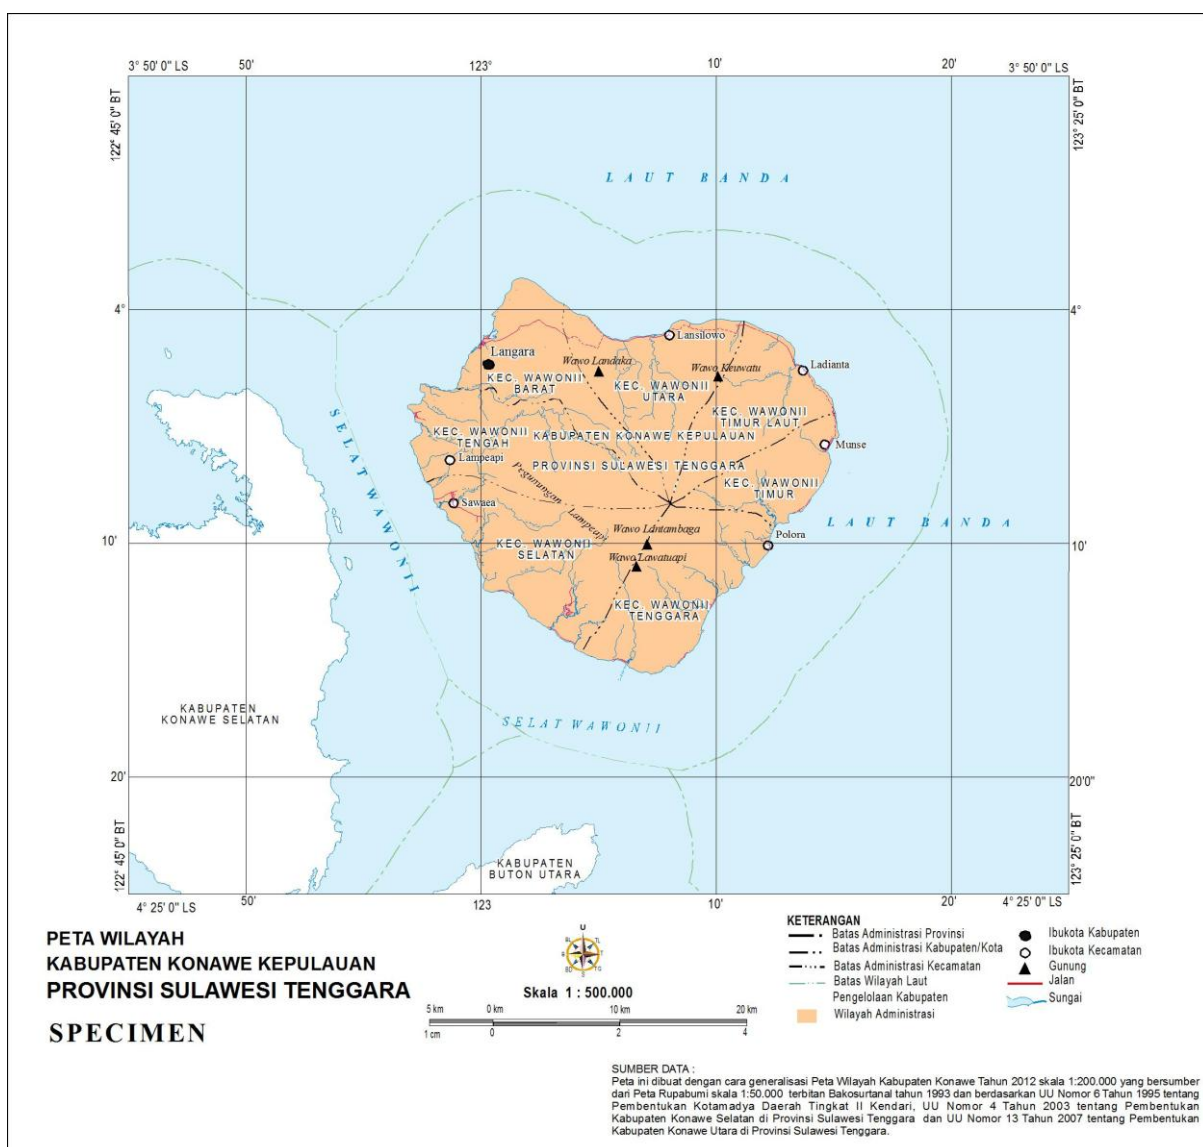 3° 50' 0" LS
50'
123°
10'
20'
3° 50' 0" LS
122° 45' 0" BT
123° 25' 0" BT
LAUT BANDA
4°
4°
Lansilowo
Langara
Wawo Landaka
Wawo Keuwatu
Ladianta
KEC. WAWONII
BARAT
KEC. WAWONII
UTARA
KEC. WAWONII
TIMUR LAUT
SELAT WAWONII
KEC. WAWONII
TENGAH
KABUPATEN KONAWE KEPULAUAN
Munse
Lampeapi
PROVINSI SULAWESI TENGGARA
Pegunungan
Lampeapi
KEC. WAWONII
TIMUR
Sawaea
LAUT BANDA
Wawo Lantambaga
Polora
10'
10'
KEC. WAWONII
SELATAN
Wawo Lawatuapi
KEC. WAWONII
TENGGARA
KABUPATEN
KONAWE SELATAN
SELAT WAWONII
20'
20'0"
KABUPATEN
BUTON UTARA
122° 45' 0" BT
123° 25' 0" BT
4° 25' 0" LS
50'
123
10'
20'
4° 25' 0" LS
PETA WILAYAH
KABUPATEN KONAWE KEPULAUAN
PROVINSI SULAWESI TENGGARA
SPECIMEN
U
TL
T
TG
S
BD
B
BL
Skala 1 : 500.000
5 km 0 km 10 km 20 km
1 cm 0 2 4
KETERANGAN
Batas Administrasi Provinsi
Batas Administrasi Kabupaten/Kota
Batas Administrasi Kecamatan
Batas Wilayah Laut
Pengelolaan Kabupaten
Wilayah Administrasi
Ibukota Kabupaten
Ibukota Kecamatan
Gunung
Jalan
Sungai
SUMBER DATA :
Peta ini dibuat dengan cara generalisasi Peta Wilayah Kabupaten Konawe Tahun 2012 skala 1:200.000 yang bersumber
dari Peta Rupabumi skala 1:50.000 terbitan Bakosurtanal tahun 1993 dan berdasarkan UU Nomor 6 Tahun 1995 tentang
Pembentukan Kotamadya Daerah Tingkat II Kendari, UU Nomor 4 Tahun 2003 tentang Pembentukan
Kabupaten Konawe Selatan di Provinsi Sulawesi Tenggara dan UU Nomor 13 Tahun 2007 tentang Pembentukan
Kabupaten Konawe Utara di Provinsi Sulawesi Tenggara.